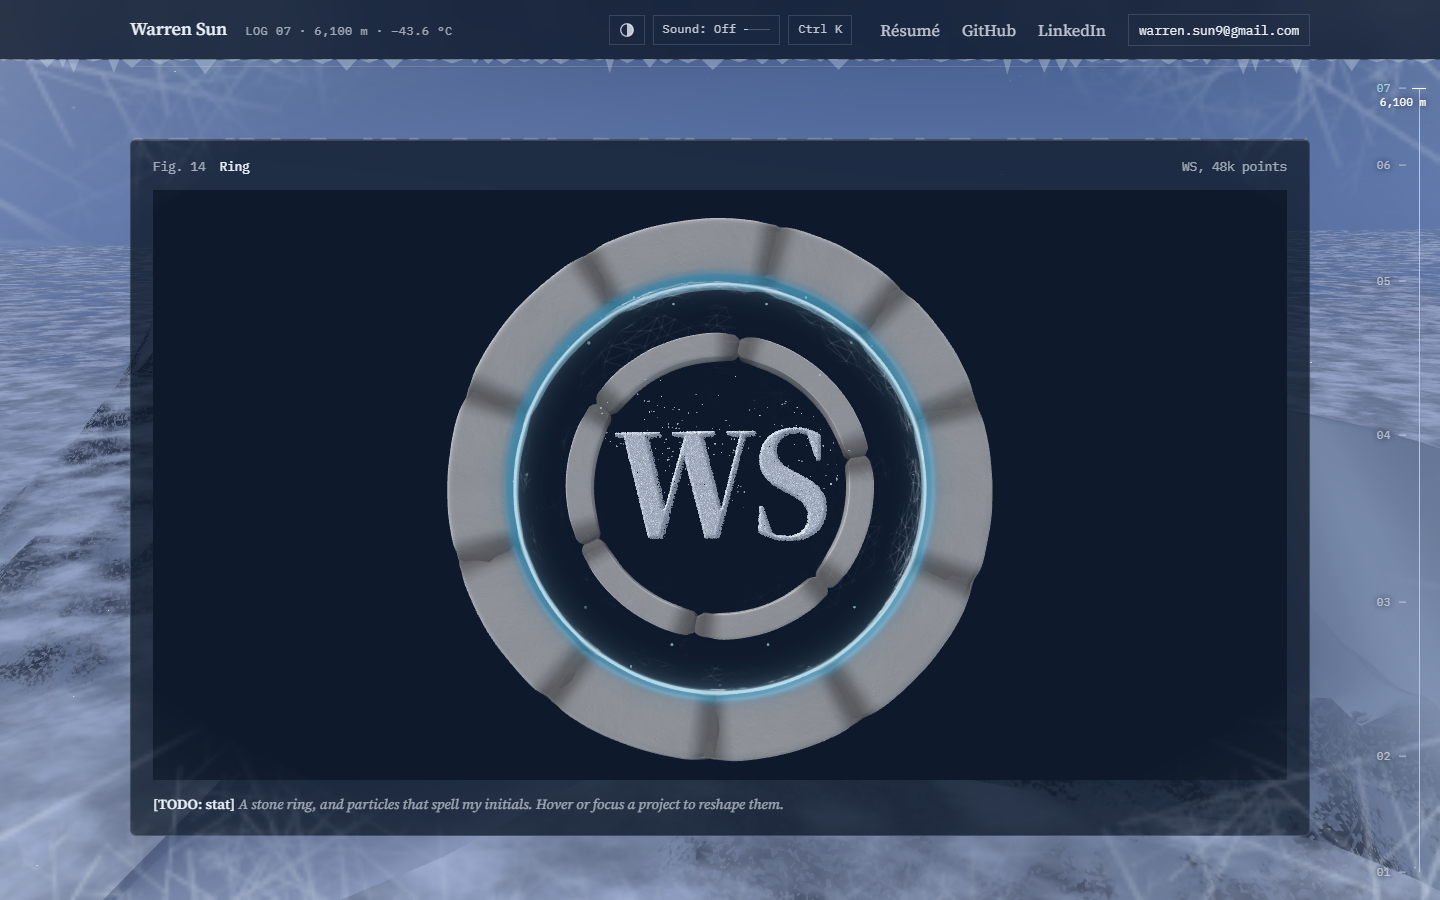 Warren Sun
LOG 07 · 6,100 m · −43.6 °C
Sound: Off
Ctrl K
Résumé
GitHub
LinkedIn
warren.sun9@gmail.com
07
6,100 m
Fig. 14 Ring
WS, 48k points
06
05
04
WS
03
02
[TODO: stat] A stone ring, and particles that spell my initials. Hover or focus a project to reshape them.
01